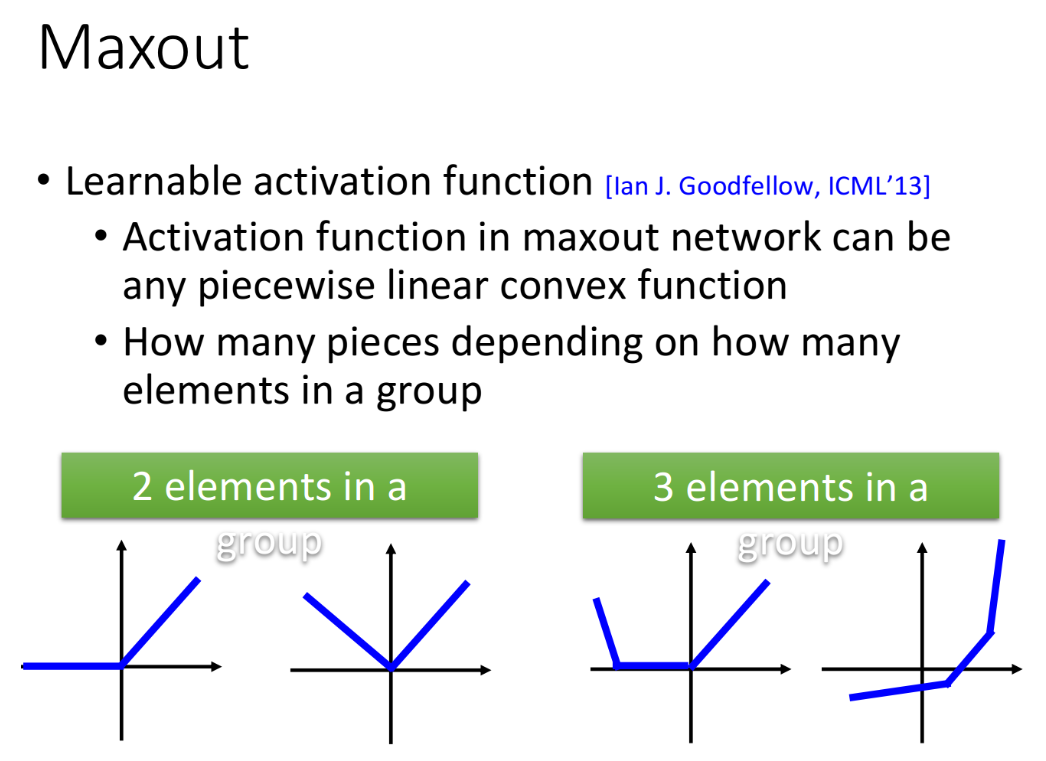 Maxout
• Learnable activation function [Ian J. Goodfellow, ICML’13]
• Activation function in maxout network can be
any piecewise linear convex function
• How many pieces depending on how many
elements in a group
2 elements in a
group
3 elements in a
group